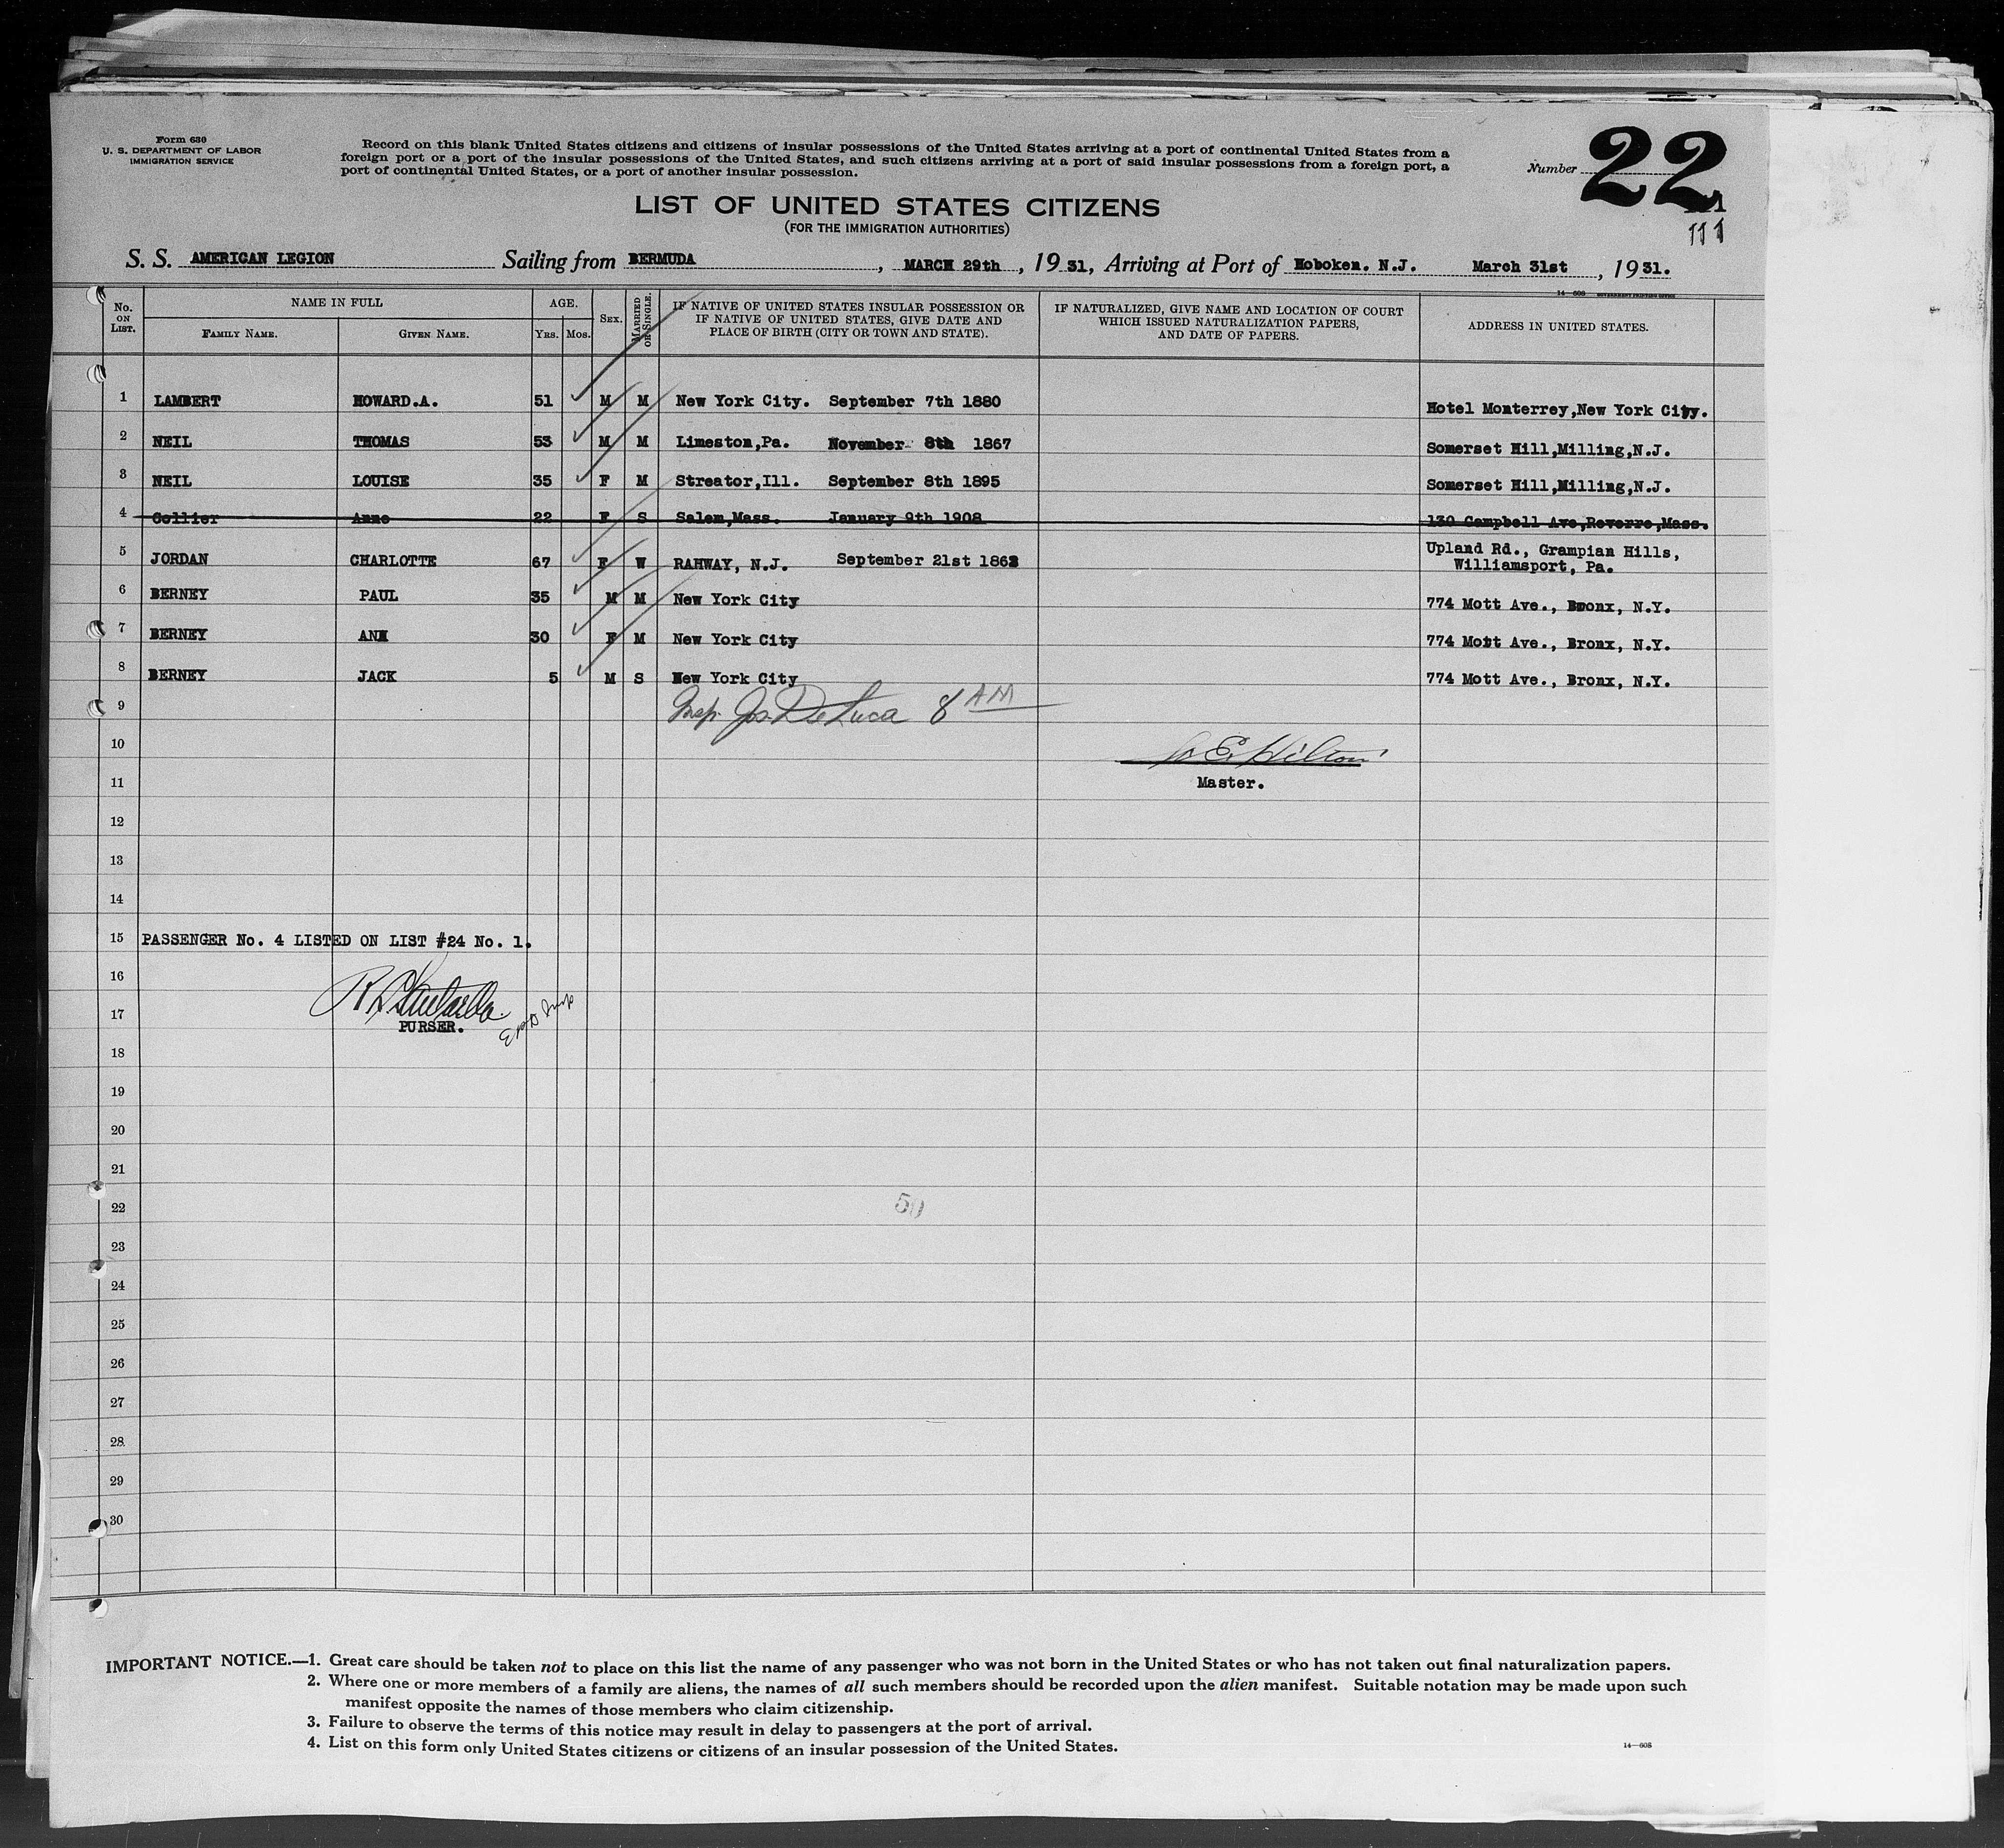 Form 630
U. S. DEPARTMENT OF LABOR
IMMIGRATION SERVICE
Record on this blank United States citizens and citizens of insular possessions of the United States arriving at a port of continental United States from a
foreign port or a port of the insular possessions of the United States, and such citizens arriving at a port of said insular possessions from a foreign port, a
port of continental United States, or a port of another insular possession.
Number 22
111
LIST OF UNITED STATES CITIZENS
(FOR THE IMMIGRATION AUTHORITIES)
S. S. AMERICAN LEGION Sailing from BERMUDA, MARCH 29th, 1931, Arriving at Port of Hoboken. N.J. March 31st, 1931.
14—608 GOVERNMENT PRINTING OFFICE
No. ON LIST. NAME IN FULL AGE. SEX. MARRIED OR SINGLE. IF NATIVE OF UNITED STATES INSULAR POSSESSION OR IF NATIVE OF UNITED STATES, GIVE DATE AND PLACE OF BIRTH (CITY OR TOWN AND STATE). IF NATURALIZED, GIVE NAME AND LOCATION OF COURT WHICH ISSUED NATURALIZATION PAPERS, AND DATE OF PAPERS. ADDRESS IN UNITED STATES.
FAMILY NAME. GIVEN NAME. YRS. MOS.
1 LAMBERT HOWARD.A. 51 M M New York City. September 7th 1880 Hotel Monterrey,New York City.
2 NEIL THOMAS 53 M M Limeston,Pa. November 8th 1867 Somerset Hill,Milling,N.J.
3 NEIL LOUISE 35 F M Streator,Ill. September 8th 1895 Somerset Hill,Milling,N.J.
4 Collier Anne 22 F S Salem,Mass. January 9th 1908 130 Campbell Ave,Reverre,Mass.
5 JORDAN CHARLOTTE 67 F W RAHWAY, N.J. September 21st 1863 Upland Rd., Grampian Hills,
Williamsport, Pa.
6 BERNEY PAUL 35 M M New York City 774 Mott Ave., Bronx, N.Y.
7 BERNEY ANN 30 F M New York City 774 Mott Ave., Bronx, N.Y.
8 BERNEY JACK 5 M S New York City 774 Mott Ave., Bronx, N.Y.
9 Insp. Jos. DeLuca 8 AM
10 Hilton
11 Master.
12
13
14
15 PASSENGER No. 4 LISTED ON LIST #24 No. 1.
16
17 PURSER.
18
19
20
21
22 50
23
24
25
26
27
28
29
30
IMPORTANT NOTICE.—1. Great care should be taken not to place on this list the name of any passenger who was not born in the United States or who has not taken out final naturalization papers.
2. Where one or more members of a family are aliens, the names of all such members should be recorded upon the alien manifest. Suitable notation may be made upon such
manifest opposite the names of those members who claim citizenship.
3. Failure to observe the terms of this notice may result in delay to passengers at the port of arrival.
4. List on this form only United States citizens or citizens of an insular possession of the United States.
14—608